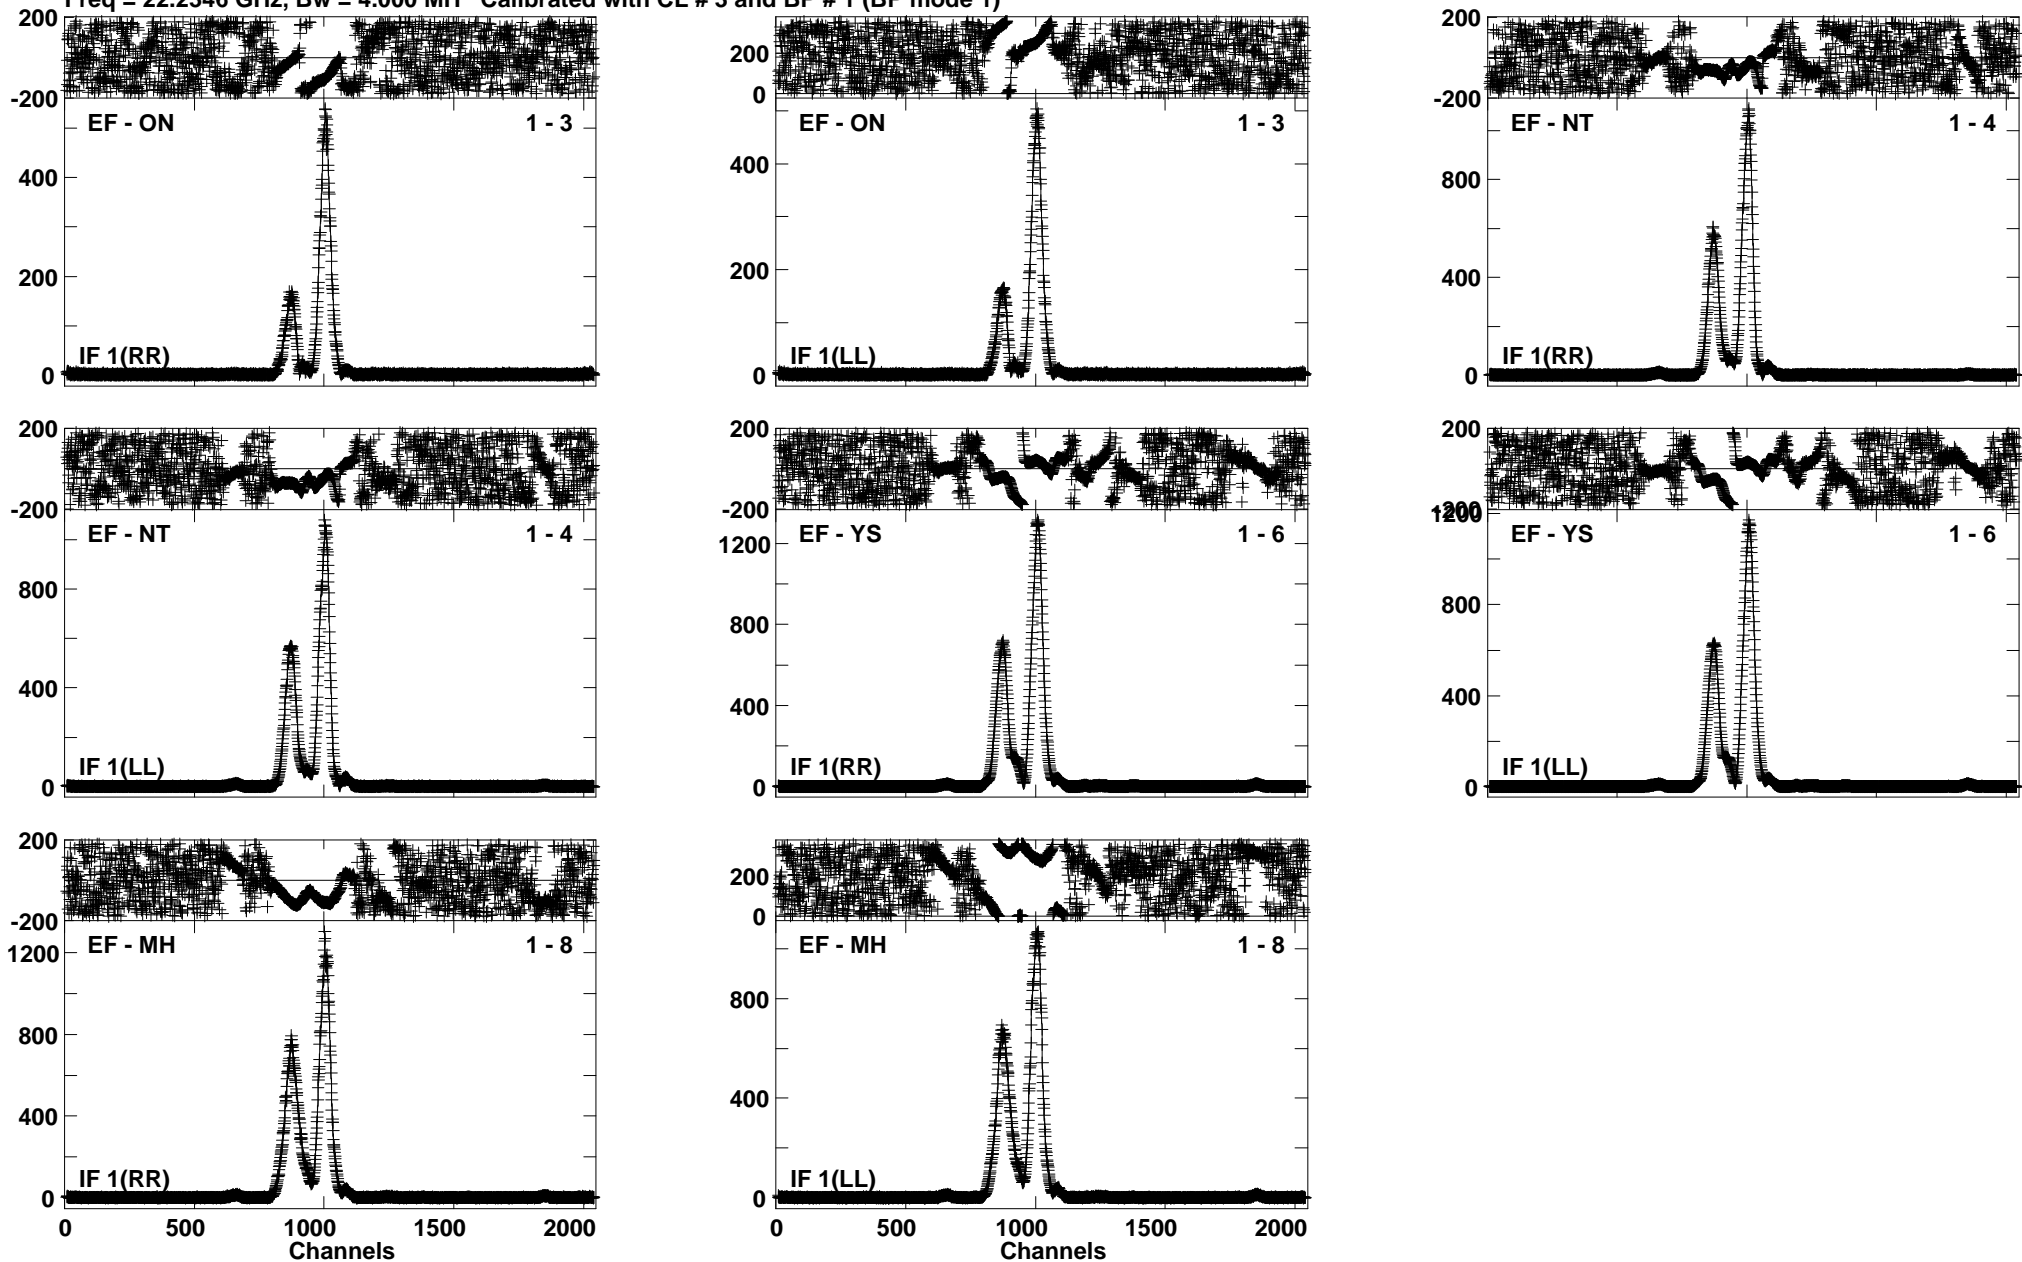 Freq = 22.2346 GHz, Bw = 4.000 MH Calibrated with CL # 3 and BP # 1 (BP mode 1)
200
-200
EF - ON
1 - 3
400
200
IF 1(RR)
0
200
0
EF - ON
1 - 3
400
200
IF 1(LL)
0
200
-200
EF - NT
1 - 4
800
400
IF 1(RR)
0
200
-200
EF - NT
1 - 4
800
400
IF 1(LL)
0
200
-200
EF - YS
1 - 6
1200
800
400
IF 1(RR)
0
200
-200
1200
EF - YS
1 - 6
800
400
IF 1(LL)
0
200
-200
1200
EF - MH
1 - 8
800
400
IF 1(RR)
0
200
0
EF - MH
1 - 8
800
400
IF 1(LL)
0
0 500 1000 1500 2000
Channels
0 500 1000 1500 2000
Channels